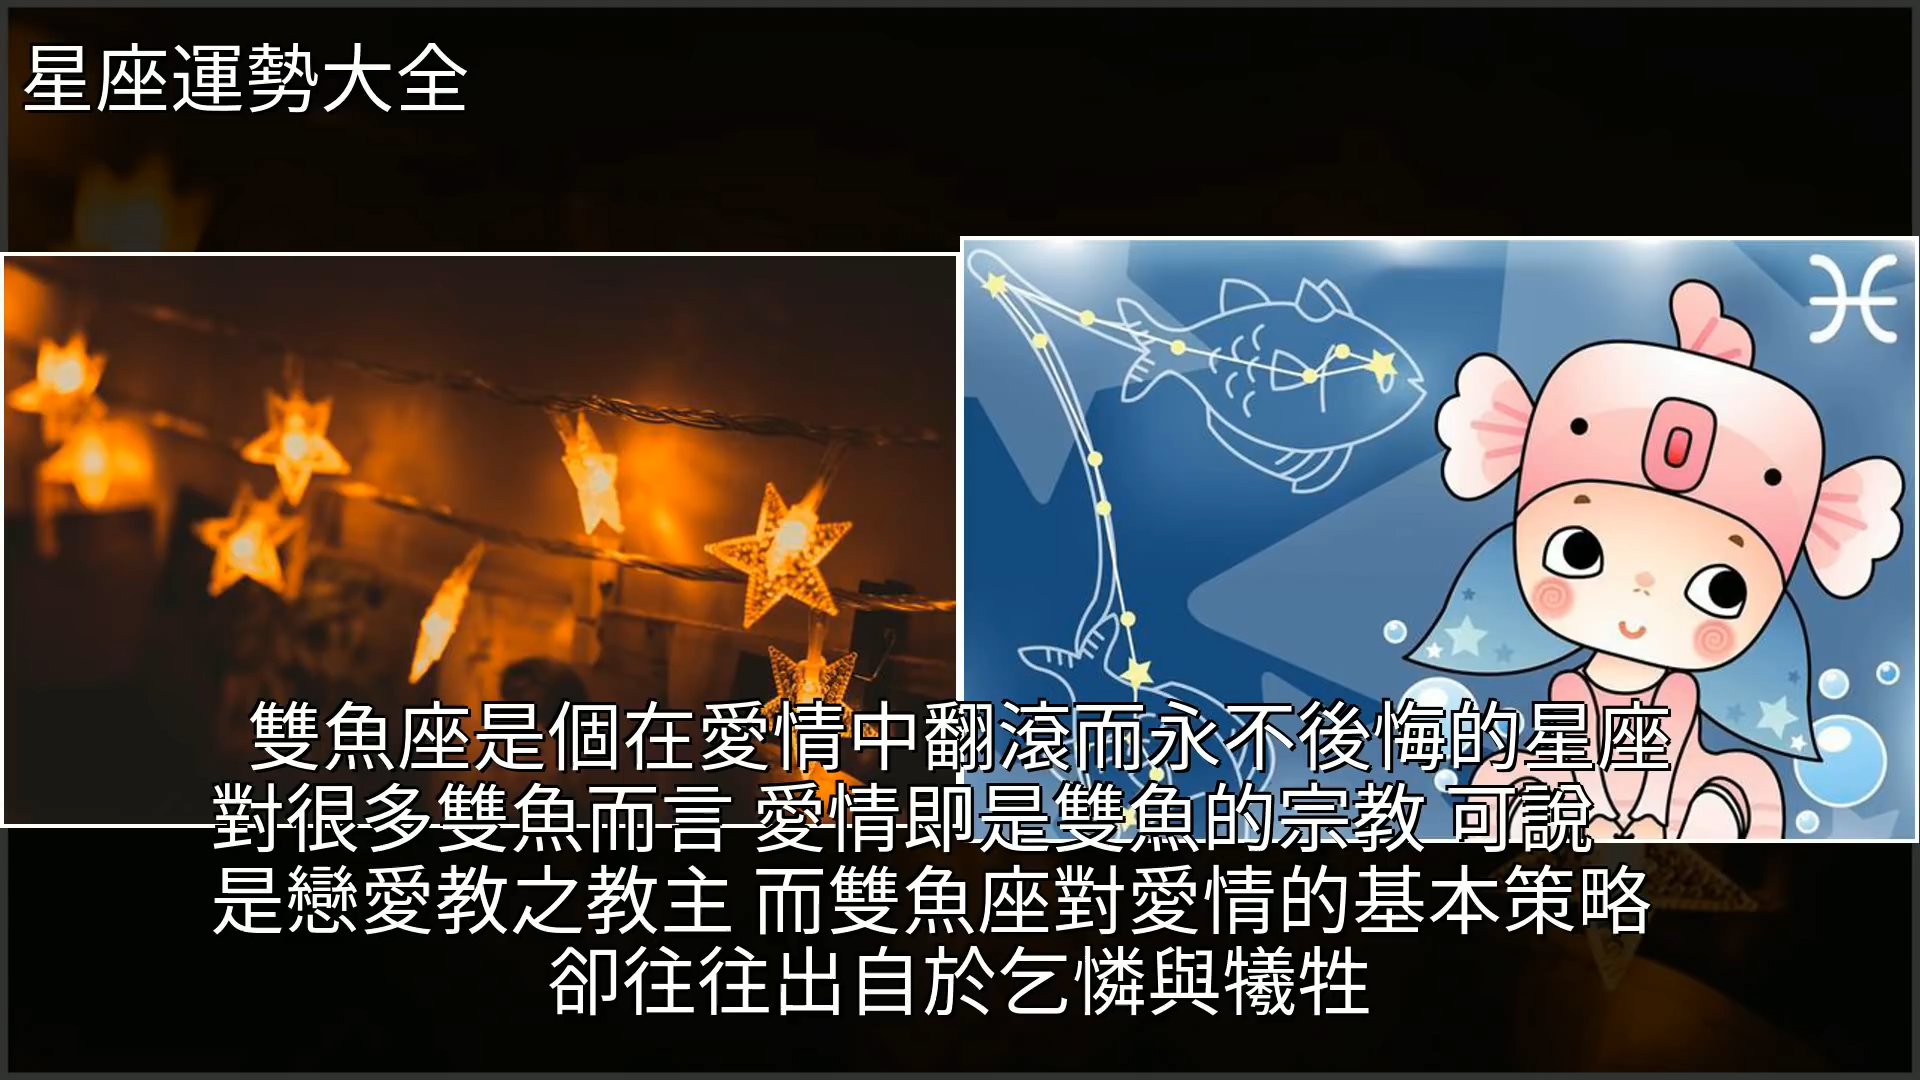 星座運勢大全
雙魚座是個在愛情中翻滾而永不後悔的星座
對很多雙魚而言 愛情即是雙魚的宗教 可說
是戀愛教之教主 而雙魚座對愛情的基本策略
卻往往出自於乞憐與犧牲